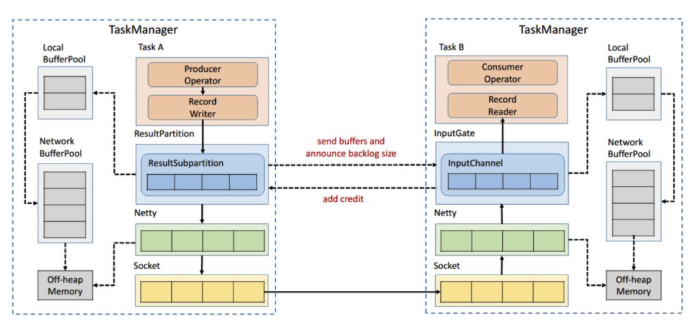 TaskManager
Local
BufferPool
Task A
Producer
Operator
Record
Writer
Network
BufferPool
ResultPartition
ResultSubpartition
Netty
Off-heap
Memory
Socket
send buffers and
announce backlog size
add credit
TaskManager
Task B
Consumer
Operator
Record
Reader
Local
BufferPool
InputGate
InputChannel
Network
BufferPool
Netty
Socket
Off-heap
Memory